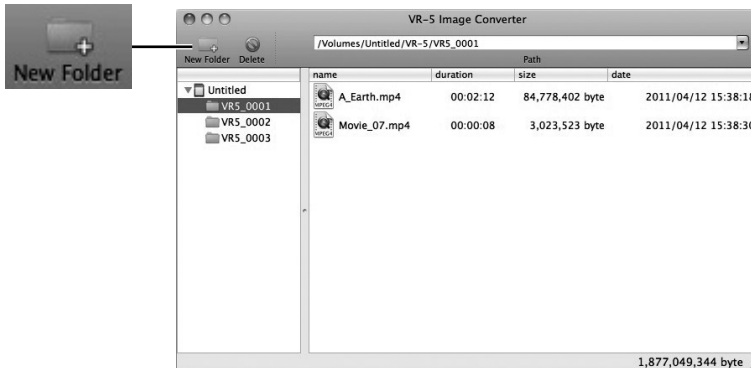 New Folder
VR-5 Image Converter
New Folder Delete
/Volumes/Untitled/VR-5/VR5_0001
Path
name duration size date
Untitled
VR5_0001
VR5_0002
VR5_0003
MPEG4 A_Earth.mp4 00:02:12 84,778,402 byte 2011/04/12 15:38:18
MPEG4 Movie_07.mp4 00:00:08 3,023,523 byte 2011/04/12 15:38:30
1,877,049,344 byte